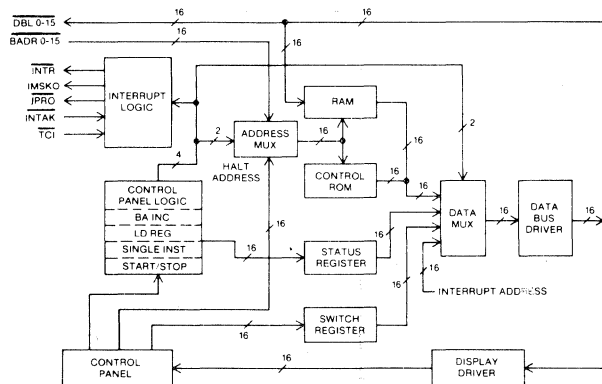 DBL 0-15
16
16
BADR 0-15
16
16
INTR
IMSKO
JPRO
INTAK
TCI
INTERRUPT LOGIC
RAM
2
ADDRESS MUX
16
16
2
4
HALT ADDRESS
CONTROL ROM
16
CONTROL PANEL LOGIC
BA INC
LD REG
SINGLE INST
START/STOP
16
DATA MUX
16
DATA BUS DRIVER
16
16
STATUS REGISTER
16
16
16
INTERRUPT ADDRESS
16
SWITCH REGISTER
CONTROL PANEL
16
DISPLAY DRIVER